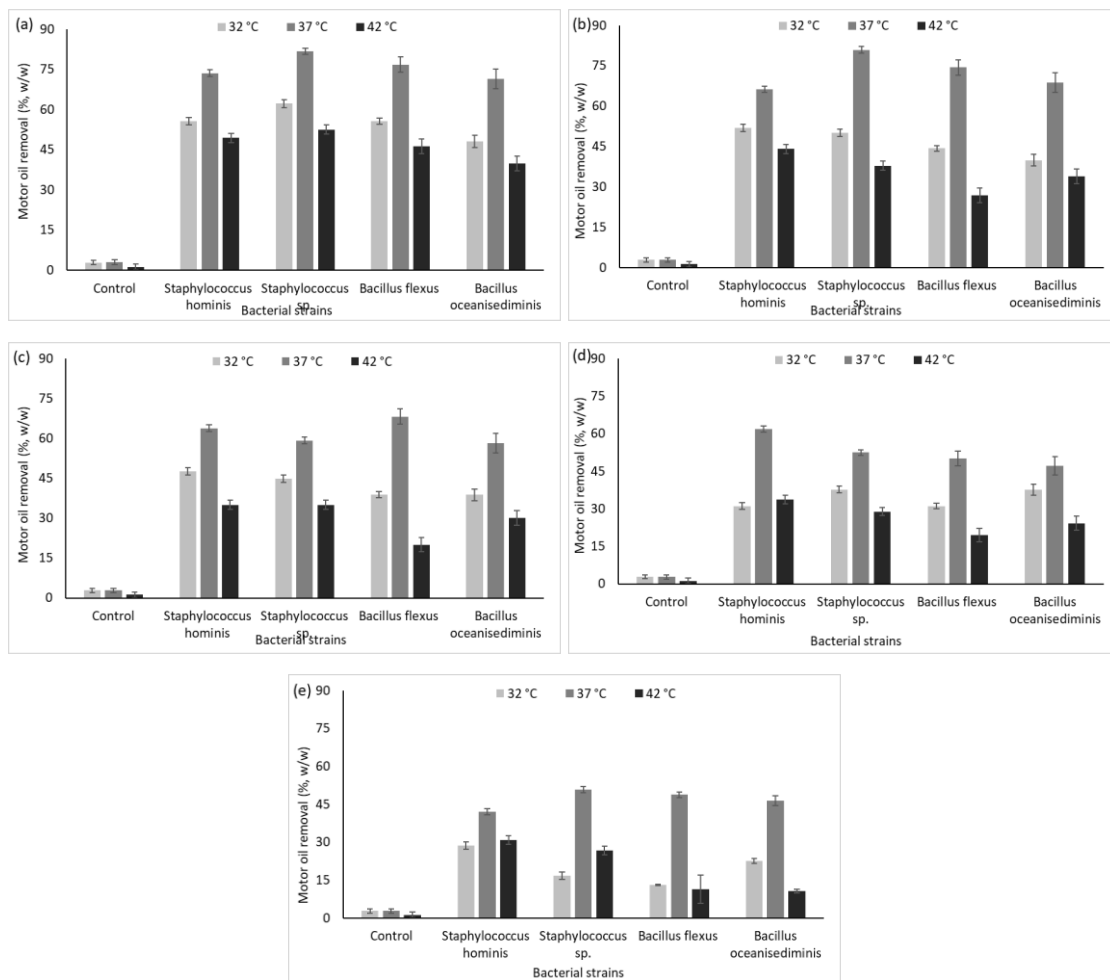 (a)
32 °C 37 °C 42 °C
Motor oil removal (%, w/w)
90
75
60
45
30
15
0
Control Staphylococcus hominis Staphylococcus sp. Bacillus flexus Bacillus oceanisediminis
Bacterial strains
(b)
32 °C 37 °C 42 °C
Motor oil removal (%, w/w)
90
75
60
45
30
15
0
Control Staphylococcus hominis Staphylococcus sp. Bacillus flexus Bacillus oceanisediminis
Bacterial strains
(c)
32 °C 37 °C 42 °C
Motor oil removal (%, w/w)
90
75
60
45
30
15
0
Control Staphylococcus hominis Staphylococcus sp. Bacillus flexus Bacillus oceanisediminis
Bacterial strains
(d)
32 °C 37 °C 42 °C
Motor oil removal (%, w/w)
90
75
60
45
30
15
0
Control Staphylococcus hominis Staphylococcus sp. Bacillus flexus Bacillus oceanisediminis
Bacterial strains
(e)
32 °C 37 °C 42 °C
Motor oil removal (%, w/w)
90
75
60
45
30
15
0
Control Staphylococcus hominis Staphylococcus sp. Bacillus flexus Bacillus oceanisediminis
Bacterial strains